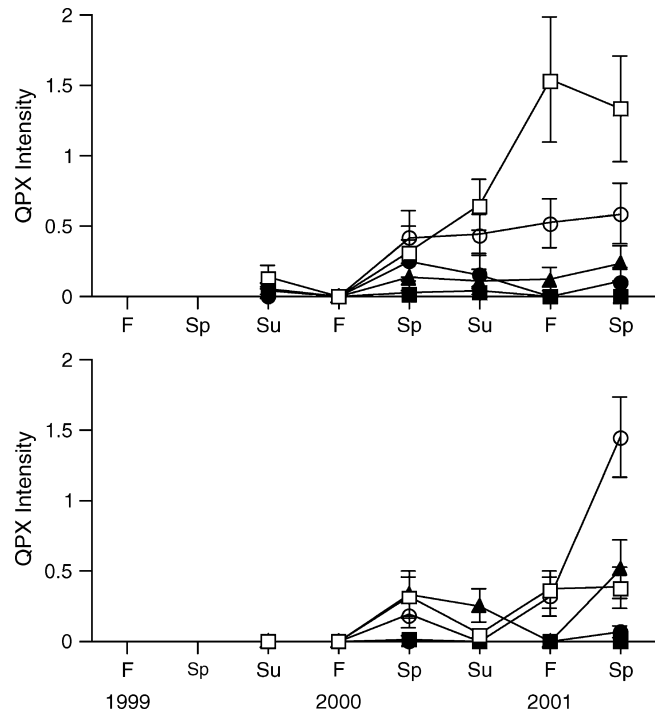 2
1.5
1
0.5
0
QPX Intensity
F Sp Su F Sp Su F Sp
2
1.5
1
0.5
0
QPX Intensity
F Sp Su F Sp Su F Sp
1999 2000 2001